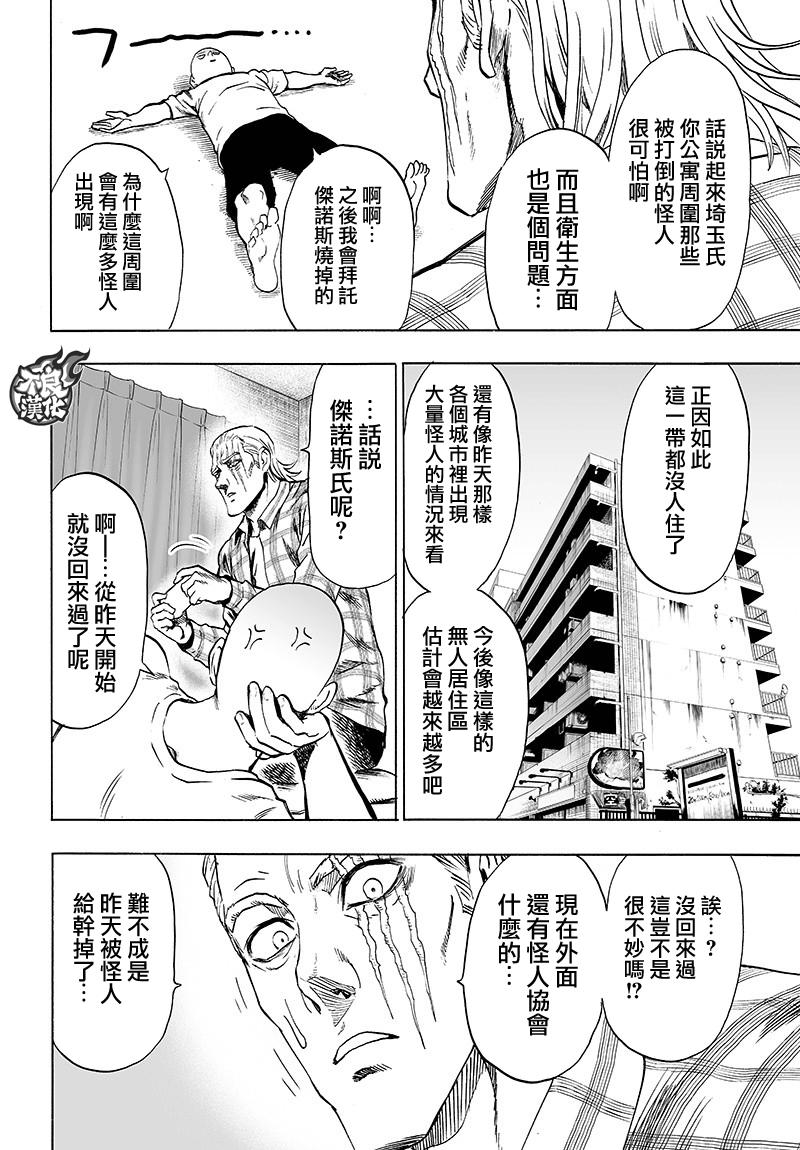 フーーー‥‥
話說起來埼玉氏
你公寓周圍那些
被打倒的怪人
很可怕啊
而且衛生方面
也是個問題…
啊啊…
之後我會拜託
傑諾斯燒掉的
為什麼這周圍
會有這麼多怪人
出現啊
正因如此
這一帶都沒人住了
還有像昨天那樣
各個城市裡出現
大量怪人的情況來看
今後像這樣的
無人居住區
估計會越來越多吧
…話說
傑諾斯氏呢?
啊─…從昨天開始
就沒回來過了呢
誒…?
沒回來過
這豈不是
很不妙嗎!?
現在外面
還有怪人協會
什麼的…
難不成是
昨天被怪人
給幹掉了…
不良
漢化